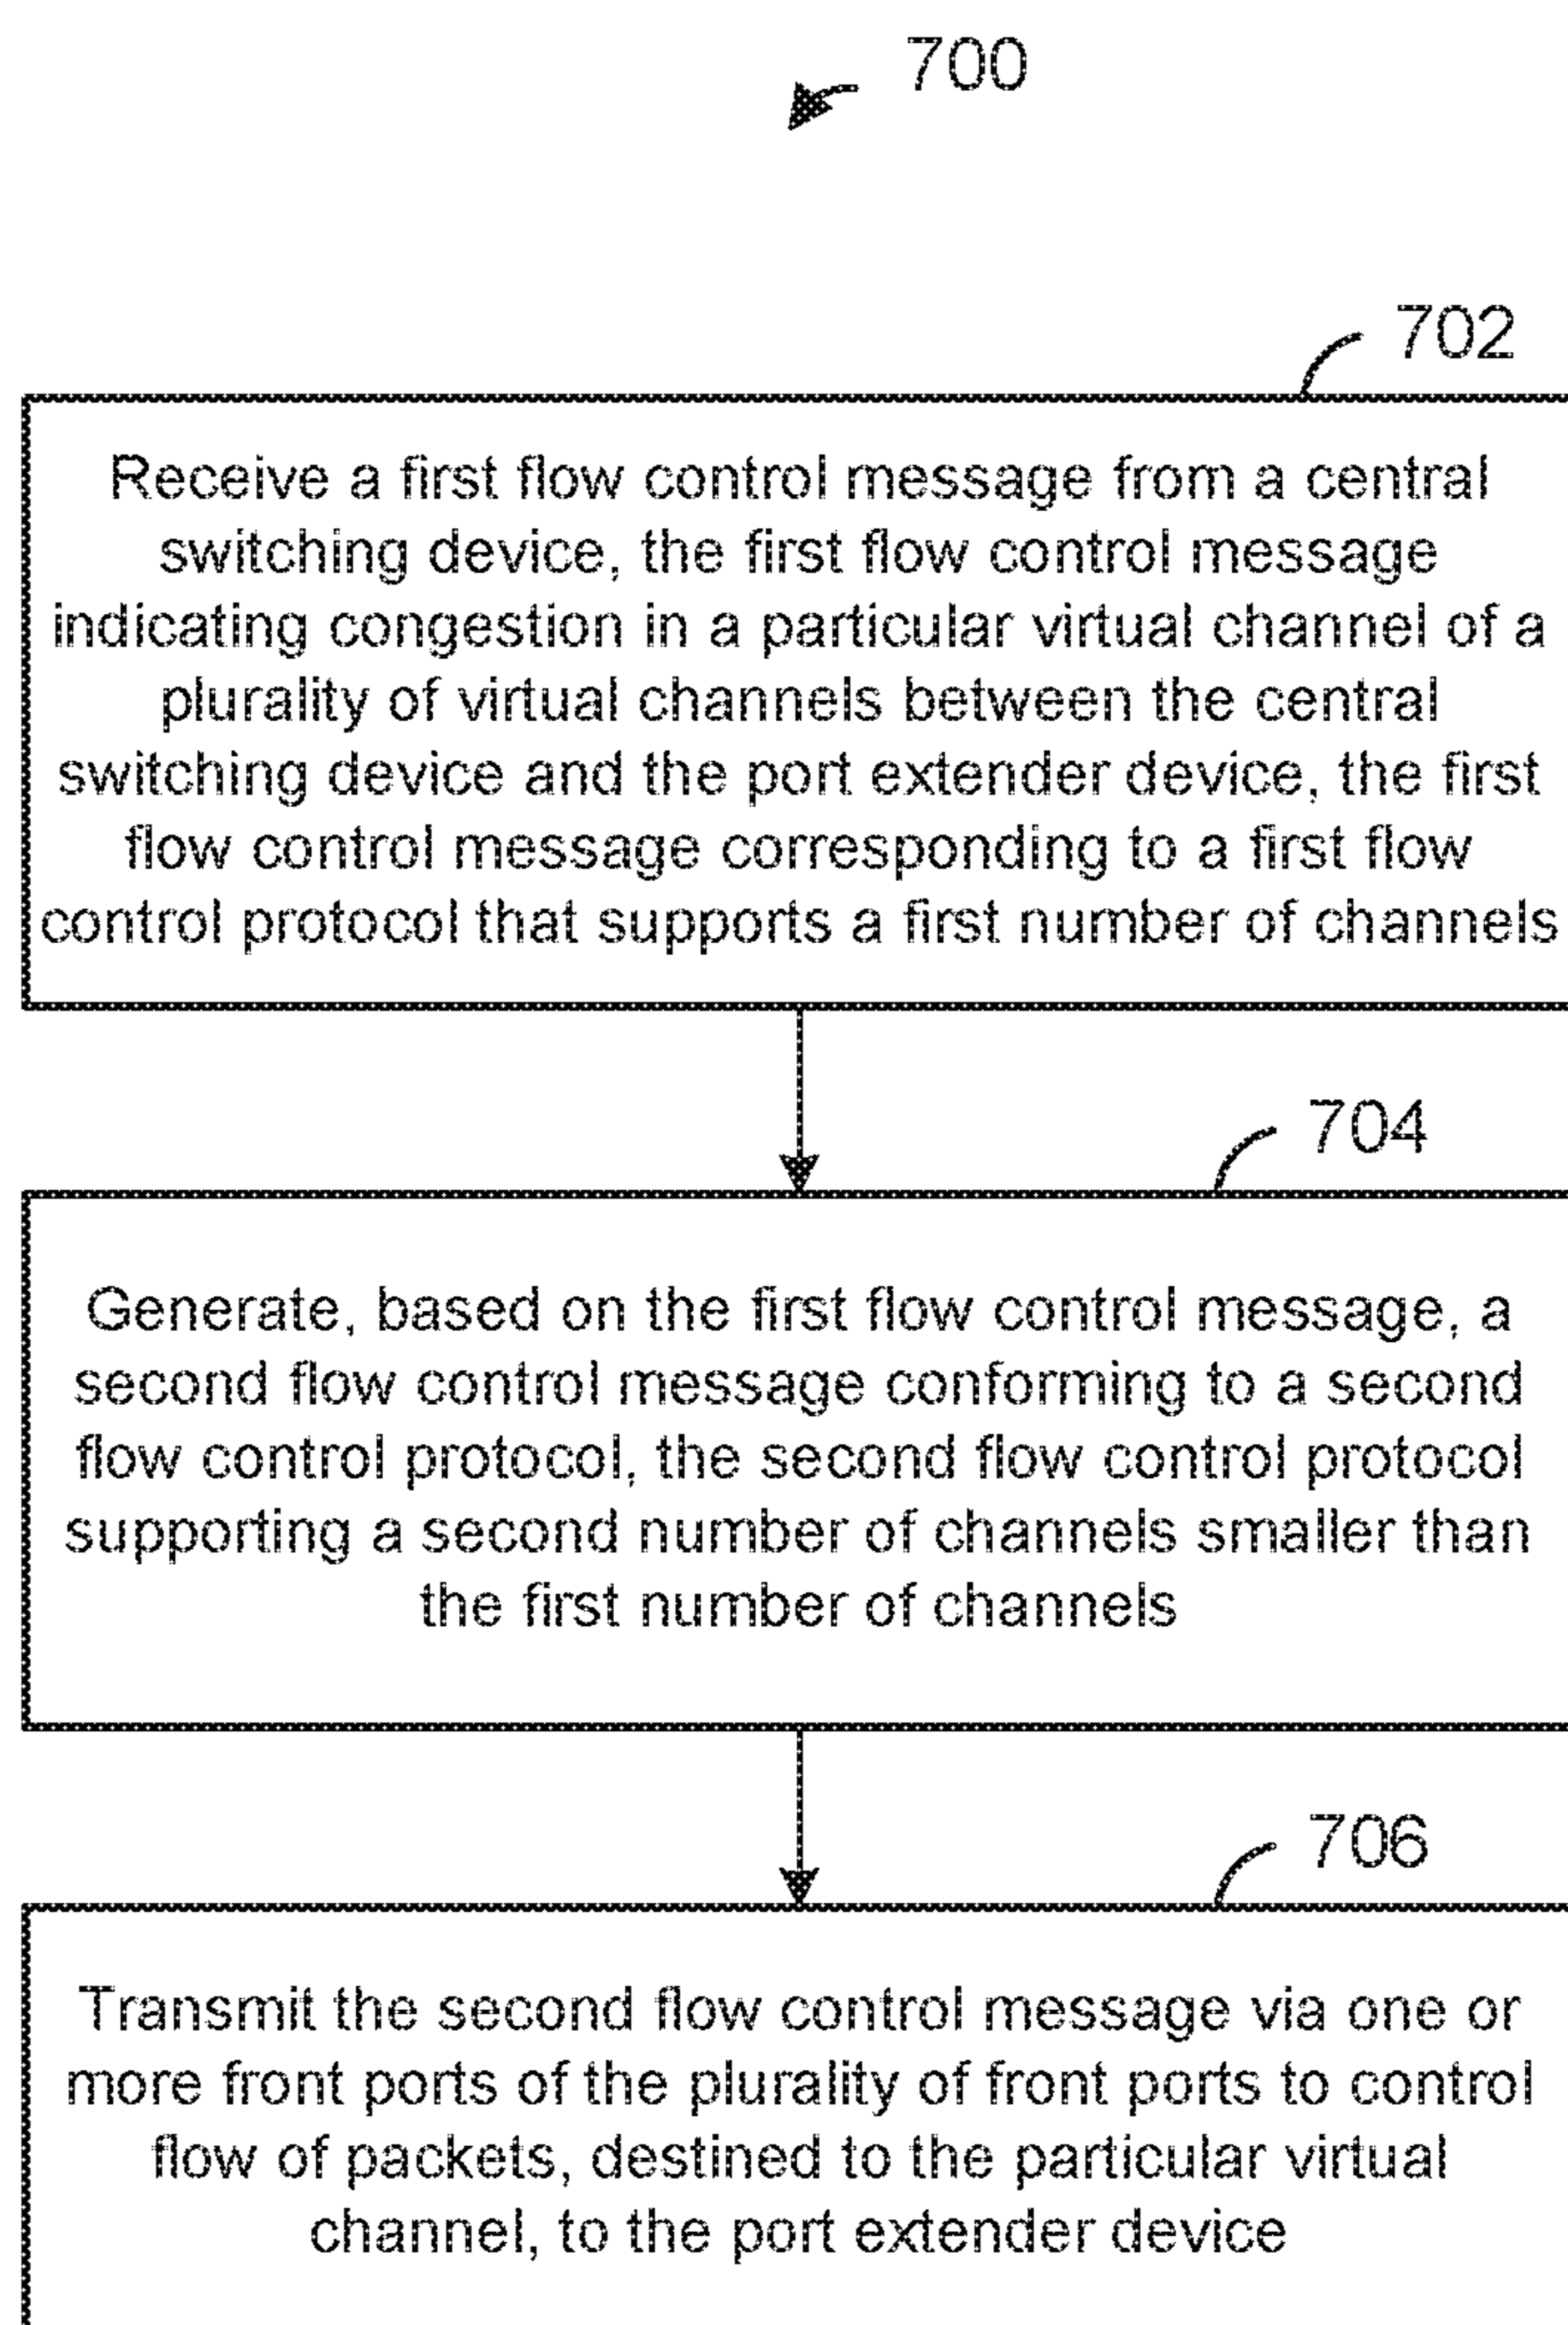 700
702
Receive a first flow control message from a central
switching device, the first flow control message
indicating congestion in a particular virtual channel of a
plurality of virtual channels between the central
switching device and the port extender device, the first
flow control message corresponding to a first flow
control protocol that supports a first number of channels
704
Generate, based on the first flow control message, a
second flow control message conforming to a second
flow control protocol, the second flow control protocol
supporting a second number of channels smaller than
the first number of channels
706
Transmit the second flow control message via one or
more front ports of the plurality of front ports to control
flow of packets, destined to the particular virtual
channel, to the port extender device